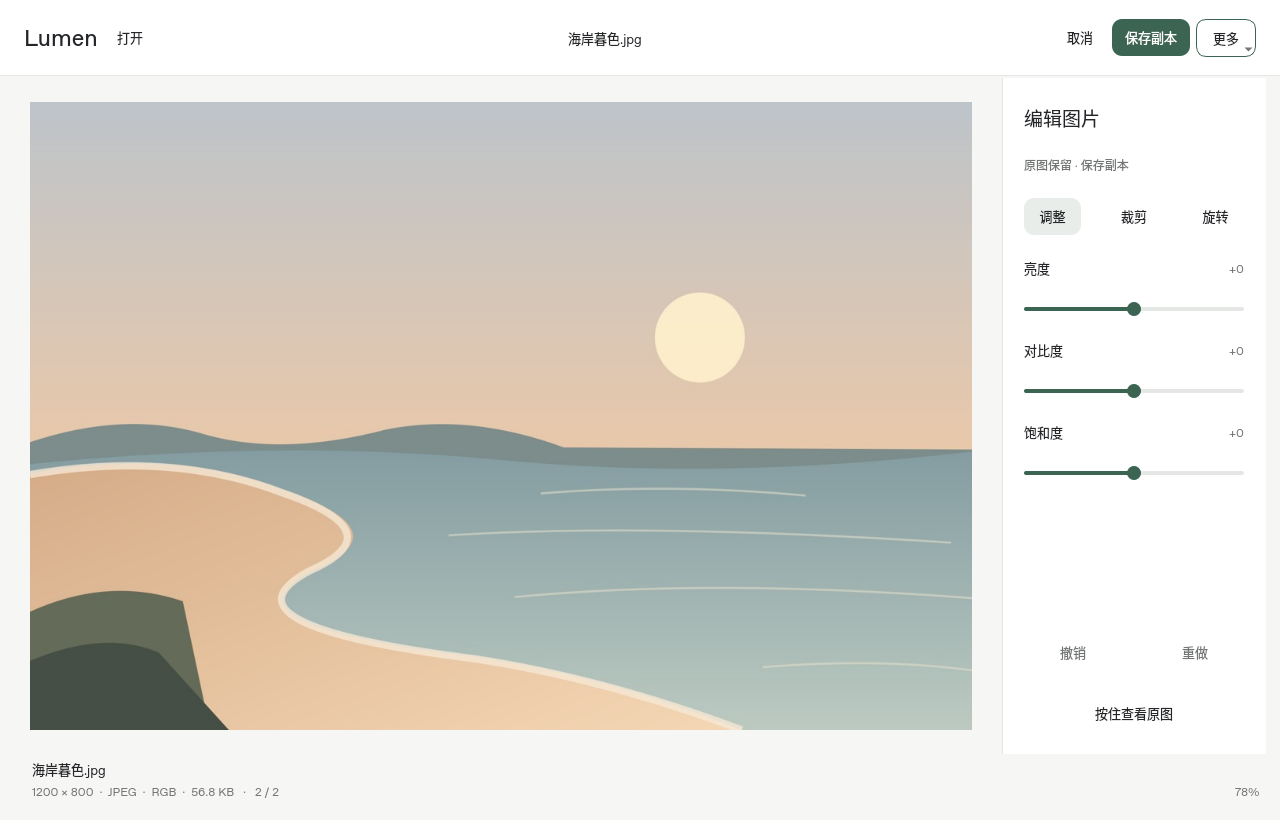 Lumen 打开 海岸暮色.jpg 取消 保存副本 更多
编辑图片
原图保留 · 保存副本
调整 裁剪 旋转
亮度 +0
对比度 +0
饱和度 +0
撤销 重做
按住查看原图
海岸暮色.jpg
1200 × 800 · JPEG · RGB · 56.8 KB · 2 / 2 78%